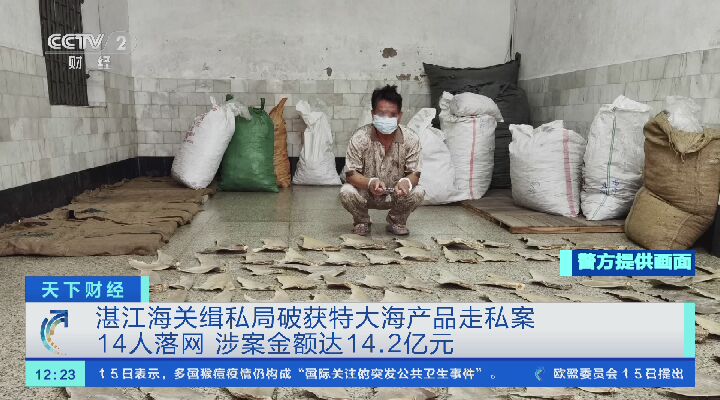 CCTV 2
财经
警方提供画面
天下财经
湛江海关缉私局破获特大海产品走私案
14人落网 涉案金额达14.2亿元
12:23
15日表示，多国猴痘疫情仍构成“国际关注的突发公共卫生事件”。 欧盟委员会15日提出